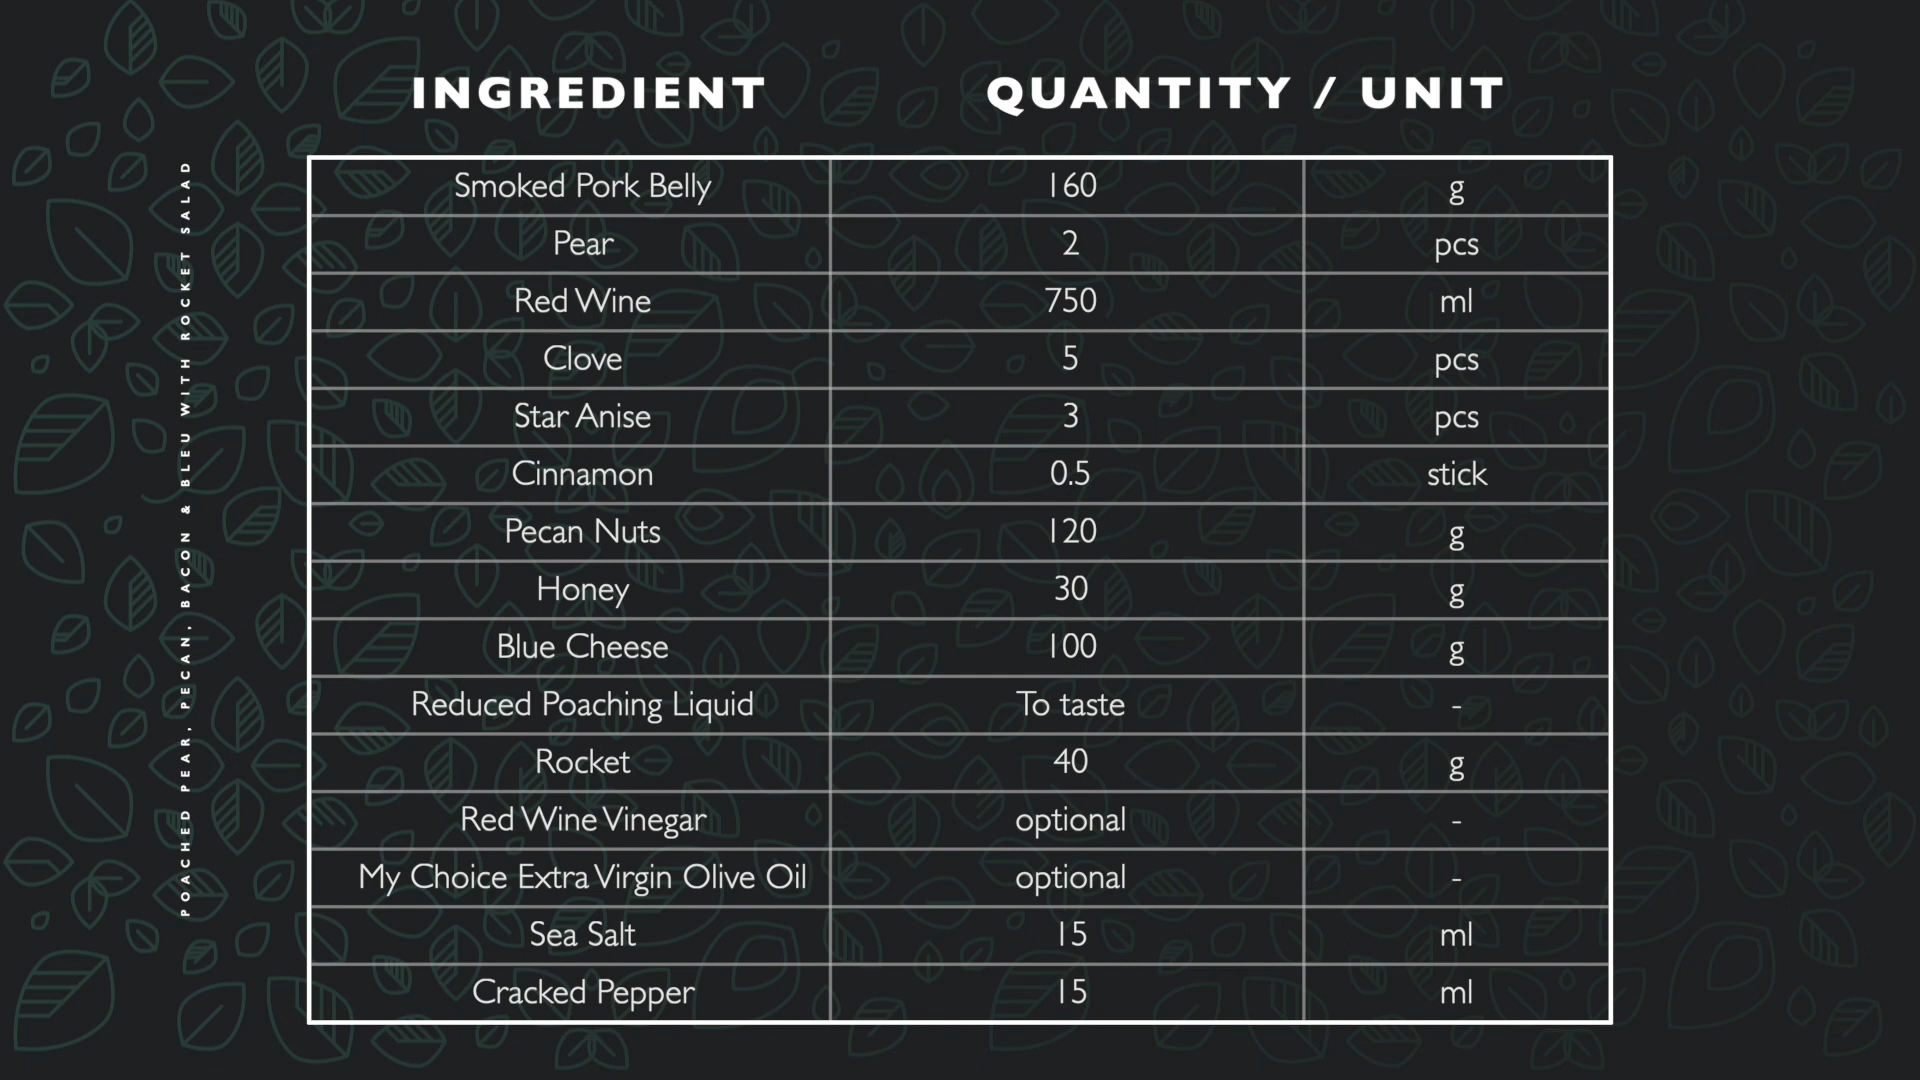 INGREDIENT QUANTITY / UNIT
Smoked Pork Belly 160 g
Pear 2 pcs
Red Wine 750 ml
Clove 5 pcs
Star Anise 3 pcs
Cinnamon 0.5 stick
Pecan Nuts 120 g
Honey 30 g
Blue Cheese 100 g
Reduced Poaching Liquid To taste -
Rocket 40 g
Red Wine Vinegar optional -
My Choice Extra Virgin Olive Oil optional -
Sea Salt 15 ml
Cracked Pepper 15 ml
POACHED PEAR, PECAN, BACON & BLEU WITH ROCKET SALAD